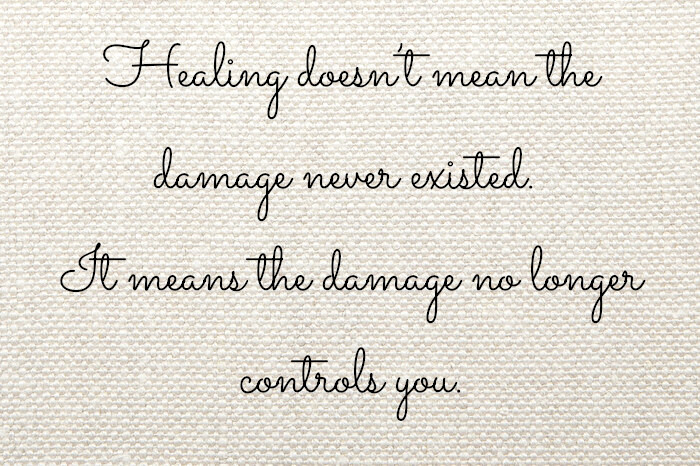 Healing doesn't mean the
damage never existed.
It means the damage no longer
controls you.